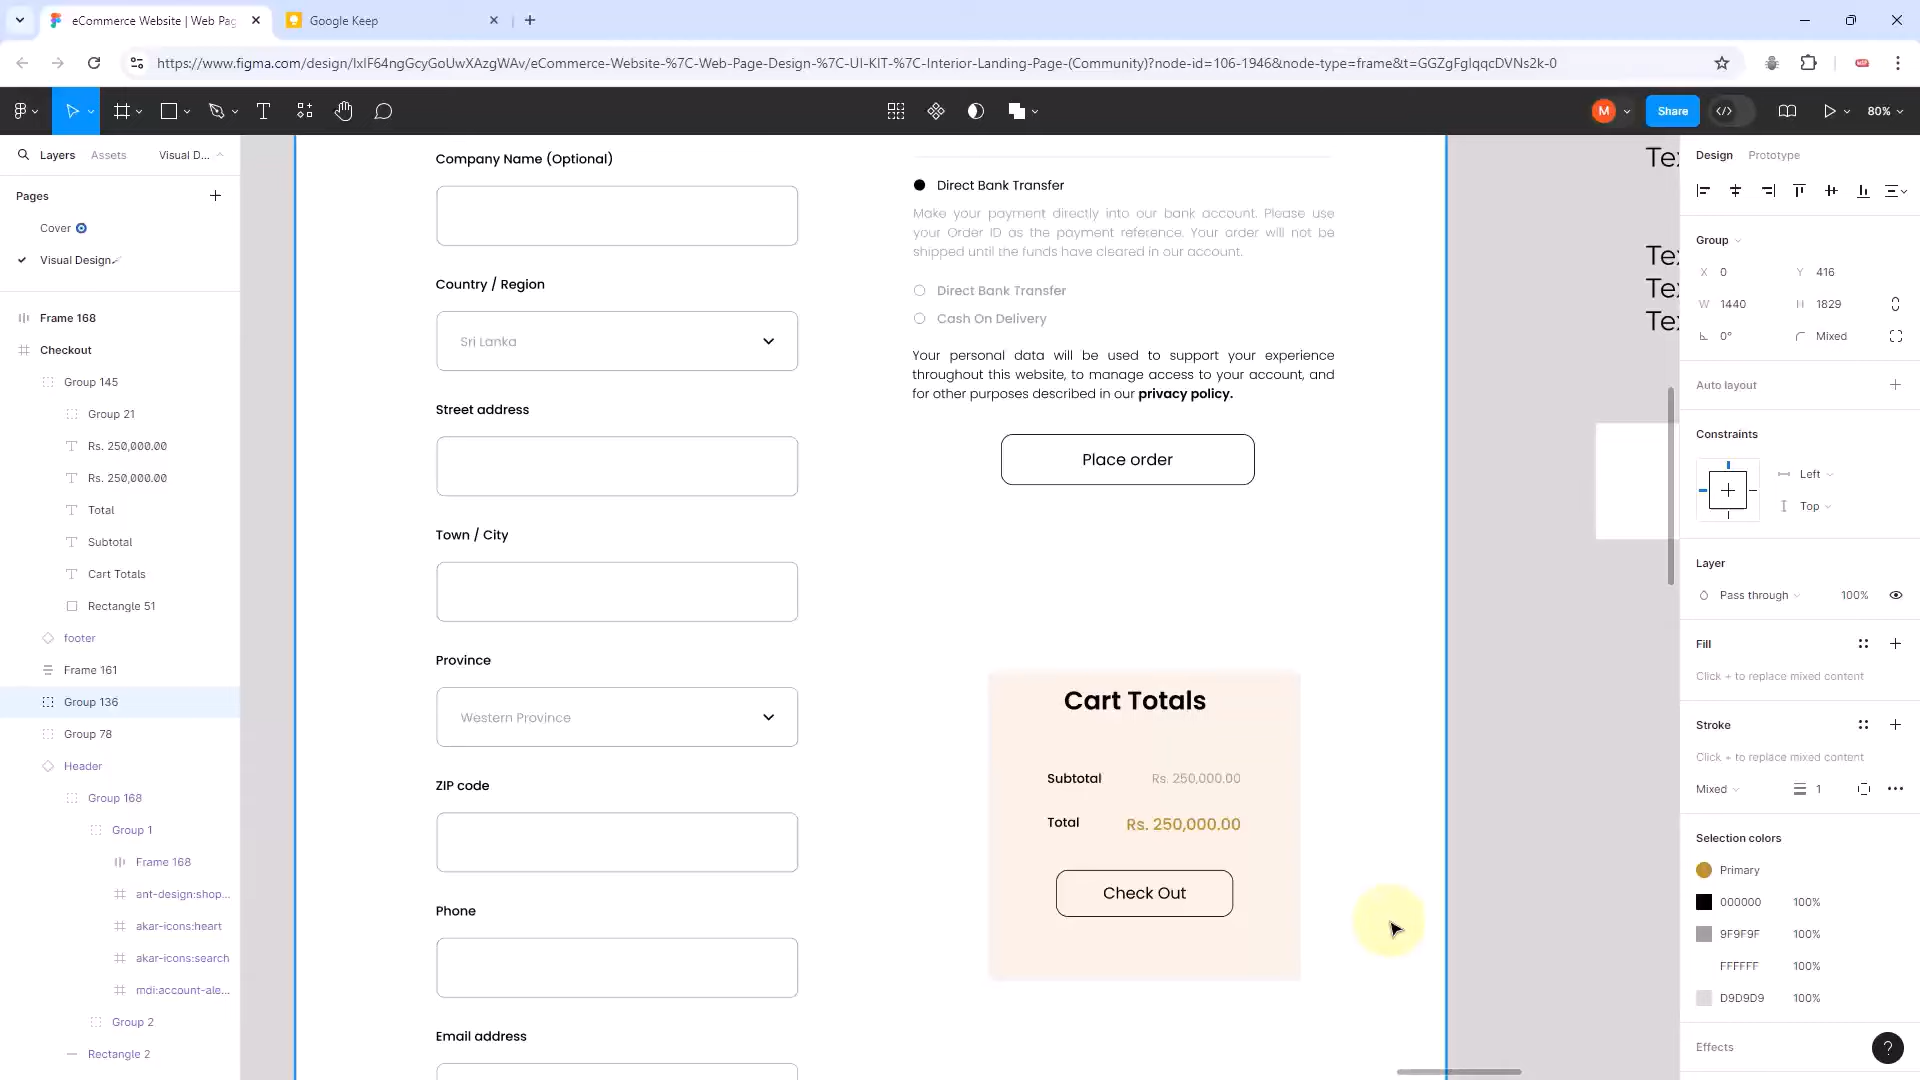 eCommerce Website | Web Pag
Google Keep
https://www.figma.com/design/lxIF64ngGcyGoUwXAzgWAv/eCommerce-Website-%7C-Web-Page-Design-%7C-UI-KIT-%7C-Interior-Landing-Page-(Community)?node-id=106-1946&node-type=frame&t=GGZgFgIqqcDVNs2k-0
M
Share
80%
Layers
Assets
Visual D...
Pages
Cover
Visual Design
Frame 168
Checkout
Group 145
Group 21
Rs. 250,000.00
Rs. 250,000.00
Total
Subtotal
Cart Totals
Rectangle 51
footer
Frame 161
Group 136
Group 78
Header
Group 168
Group 1
Frame 168
ant-design:shop...
akar-icons:heart
akar-icons:search
mdi:account-ale...
Group 2
Rectangle 2
Company Name (Optional)
Country / Region
Sri Lanka
Street address
Town / City
Province
Western Province
ZIP code
Phone
Email address
Direct Bank Transfer
Make your payment directly into our bank account. Please use
your Order ID as the payment reference. Your order will not be
shipped until the funds have cleared in our account.
Direct Bank Transfer
Cash On Delivery
Your personal data will be used to support your experience
throughout this website, to manage access to your account, and
for other purposes described in our privacy policy.
Place order
Cart Totals
Subtotal Rs. 250,000.00
Total Rs. 250,000.00
Check Out
Design
Prototype
Group
X 0 Y 416
W 1440 H 1829
0° Mixed
Auto layout
Constraints
Left
Top
Layer
Pass through 100%
Fill
Click + to replace mixed content
Stroke
Click + to replace mixed content
Mixed 1
Selection colors
Primary
000000 100%
9F9F9F 100%
FFFFFF 100%
D9D9D9 100%
Effects
?